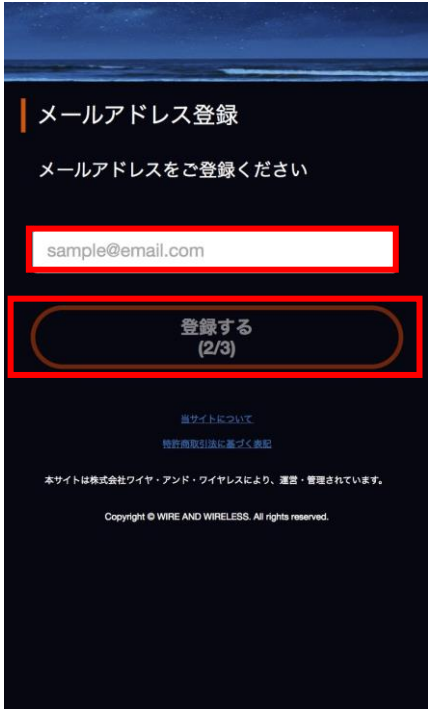 メールアドレス登録
メールアドレスをご登録ください
sample@email.com
登録する
(2/3)
当サイトについて
特許商取引法に基づく表記
本サイトは株式会社ワイヤ・アンド・ワイヤレスにより、運営・管理されています。
Copyright © WIRE AND WIRELESS. All rights reserved.